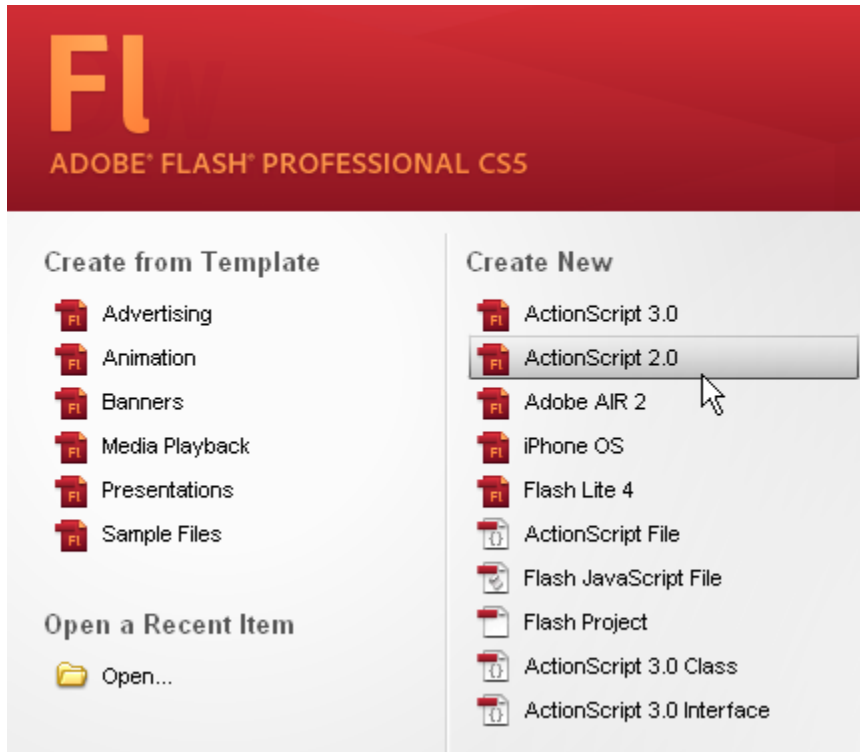 Fl
ADOBE® FLASH® PROFESSIONAL CS5
Create from Template
Advertising
Animation
Banners
Media Playback
Presentations
Sample Files
Open a Recent Item
Open...
Create New
ActionScript 3.0
ActionScript 2.0
Adobe AIR 2
iPhone OS
Flash Lite 4
ActionScript File
Flash JavaScript File
Flash Project
ActionScript 3.0 Class
ActionScript 3.0 Interface